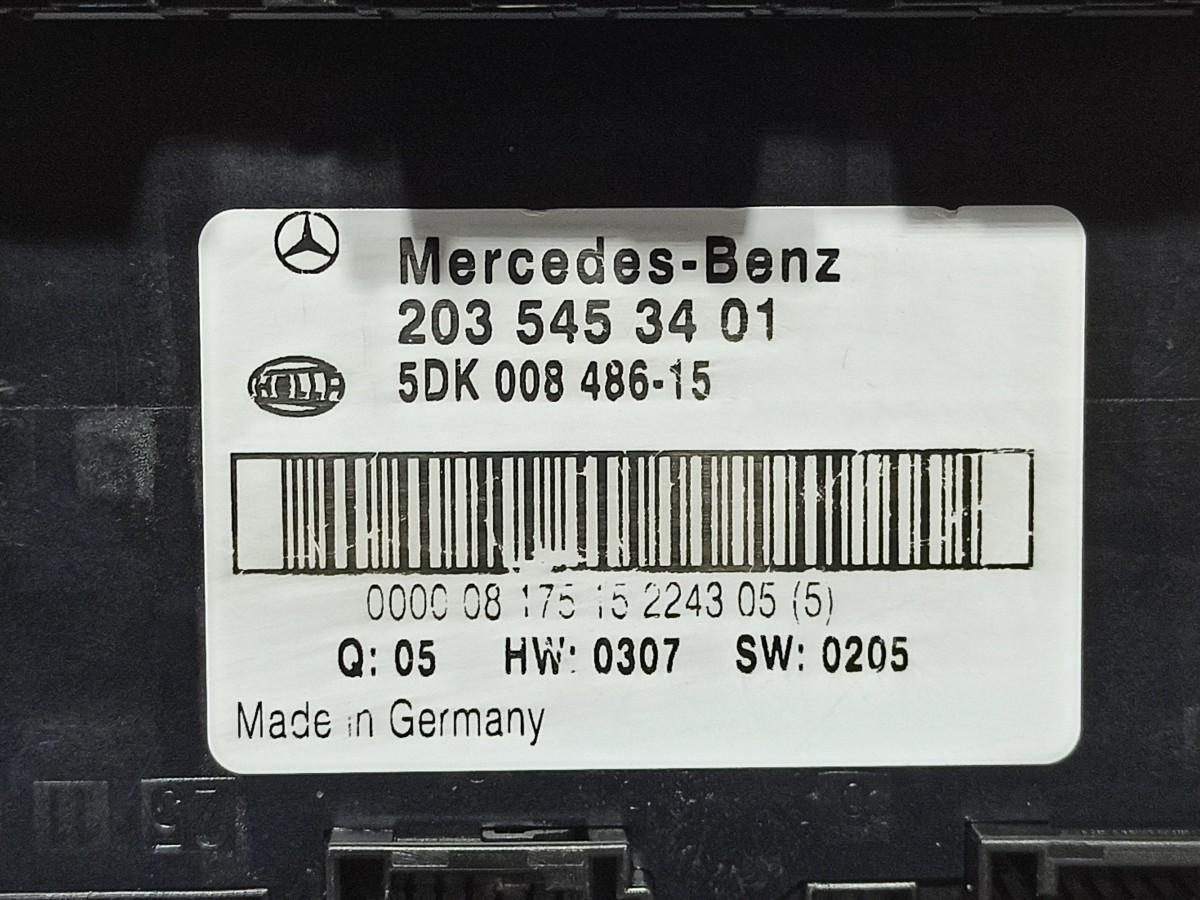 Mercedes-Benz
203 545 34 01
HELLA
5DK 008 486-15
0000 08 175 15 2243 05 (5)
Q: 05 HW: 0307 SW: 0205
Made in Germany